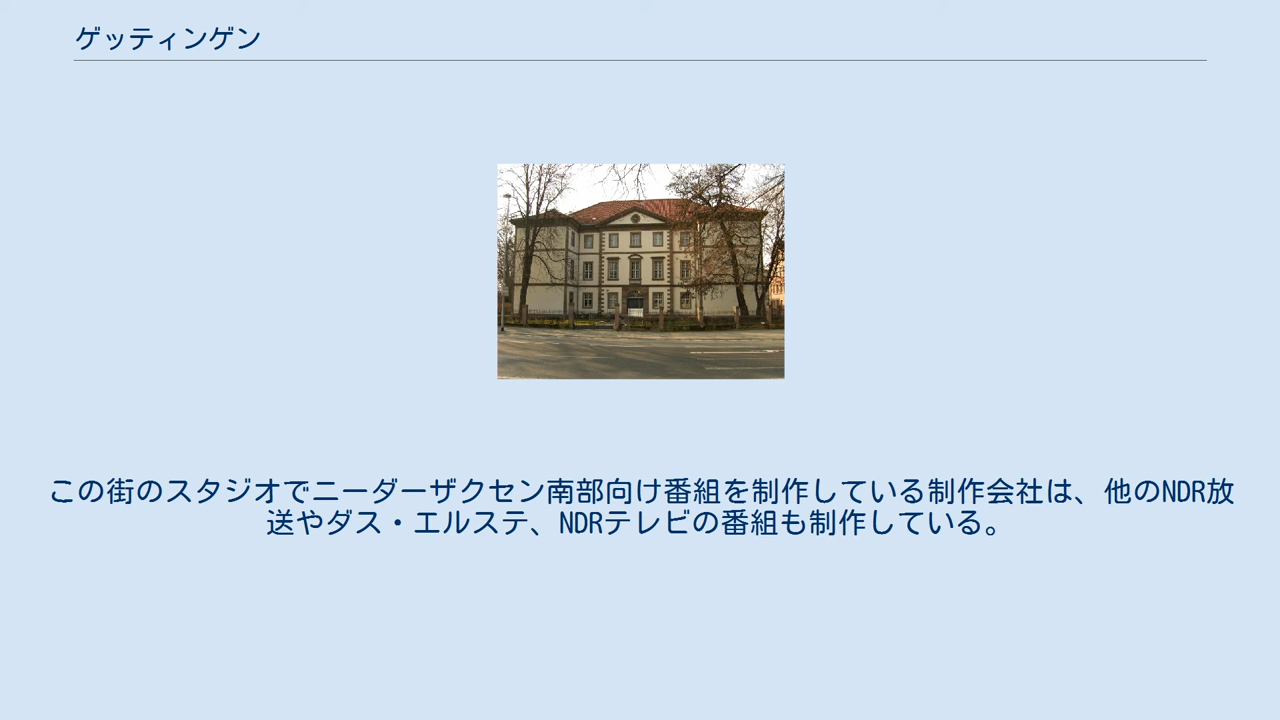 ゲッティンゲン
この街のスタジオでニーダーザクセン南部向け番組を制作している制作会社は、他のNDR放
送やダス・エルステ、NDRテレビの番組も制作している。